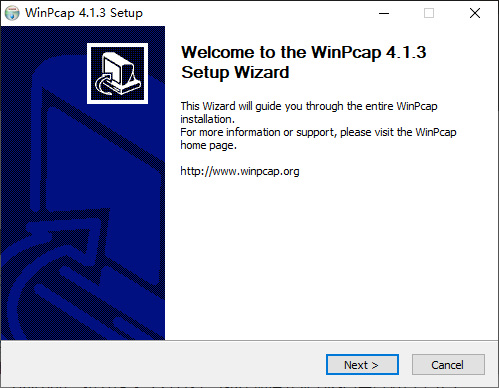 WinPcap 4.1.3 Setup
Welcome to the WinPcap 4.1.3
Setup Wizard
This Wizard will guide you through the entire WinPcap
installation.
For more information or support, please visit the WinPcap
home page.
http://www.winpcap.org
Next >
Cancel